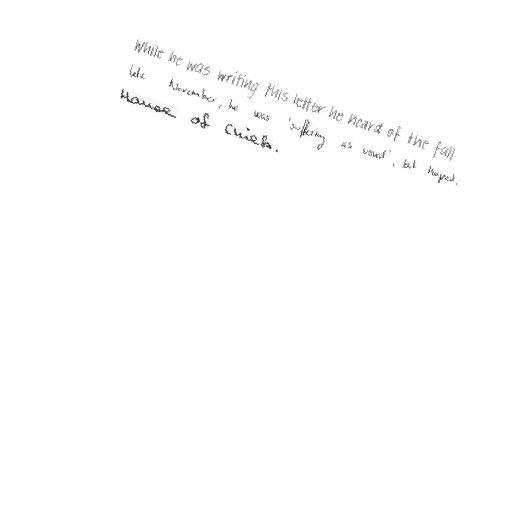 While he was writing this letter he heard of the fall
late November, he was 'suffering as usual', but hoped,
House of Chiefs.